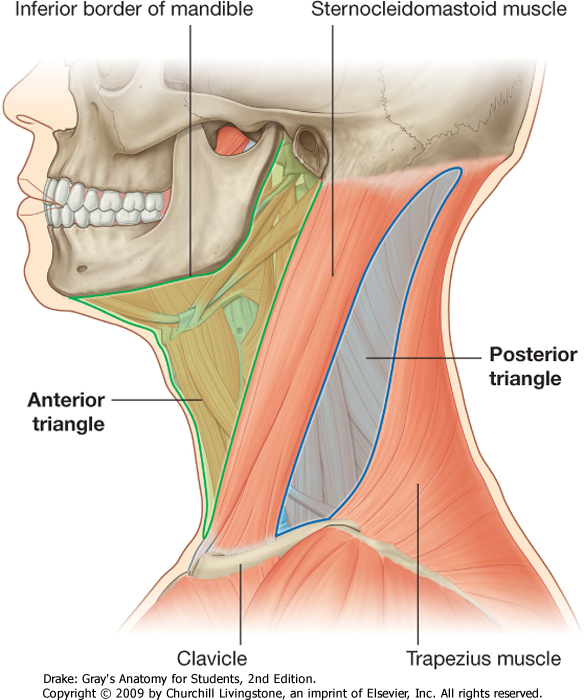 Inferior border of mandible
Sternocleidomastoid muscle
Posterior
triangle
Anterior
triangle
Clavicle
Trapezius muscle
Drake: Gray's Anatomy for Students, 2nd Edition.
Copyright © 2009 by Churchill Livingstone, an imprint of Elsevier, Inc. All rights reserved.